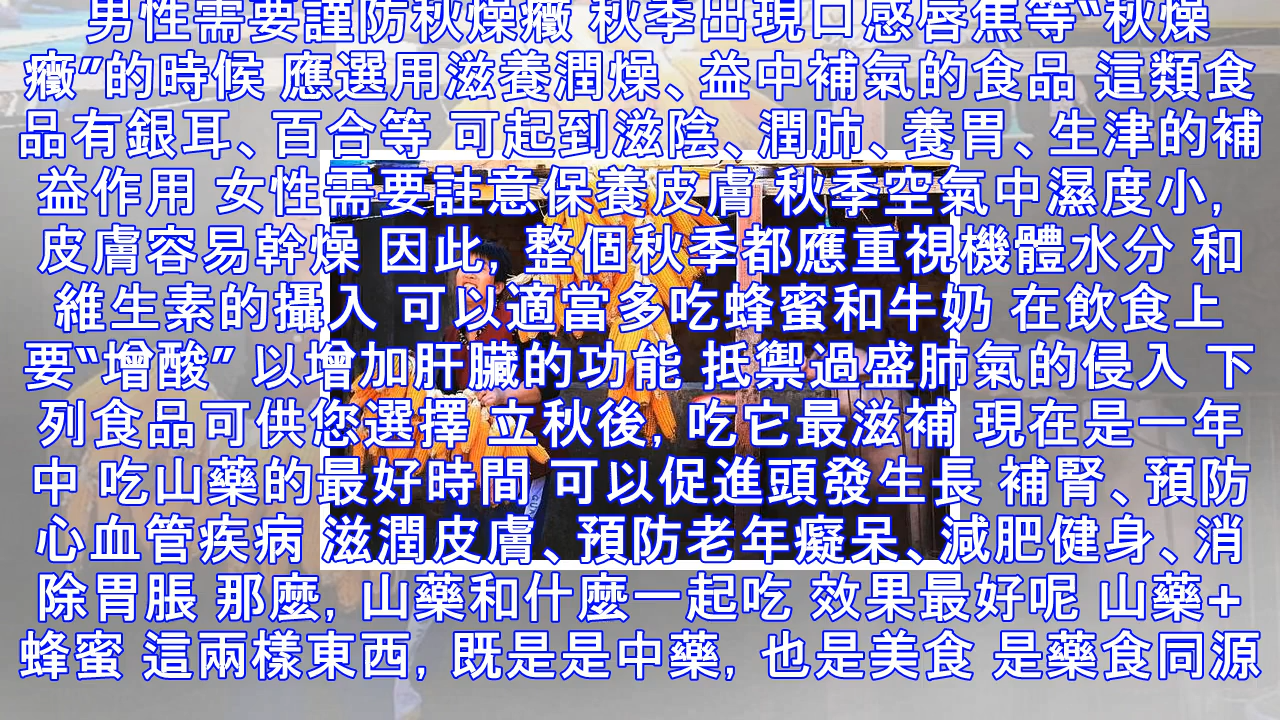 男性需要謹防秋燥癥 秋季出現口感唇焦等“秋燥
癥”的時候 應選用滋養潤燥、益中補氣的食品 這類食
品有銀耳、百合等 可起到滋陰、潤肺、養胃、生津的補
益作用 女性需要註意保養皮膚 秋季空氣中濕度小,
皮膚容易幹燥 因此, 整個秋季都應重視機體水分 和
維生素的攝入 可以適當多吃蜂蜜和牛奶 在飲食上
要“增酸” 以增加肝臟的功能 抵禦過盛肺氣的侵入 下
列食品可供您選擇 立秋後, 吃它最滋補 現在是一年
中 吃山藥的最好時間 可以促進頭發生長 補腎、預防
心血管疾病 滋潤皮膚、預防老年癡呆、減肥健身、消
除胃脹 那麼, 山藥和什麼一起吃 效果最好呢 山藥+
蜂蜜 這兩樣東西, 既是是中藥, 也是美食 是藥食同源